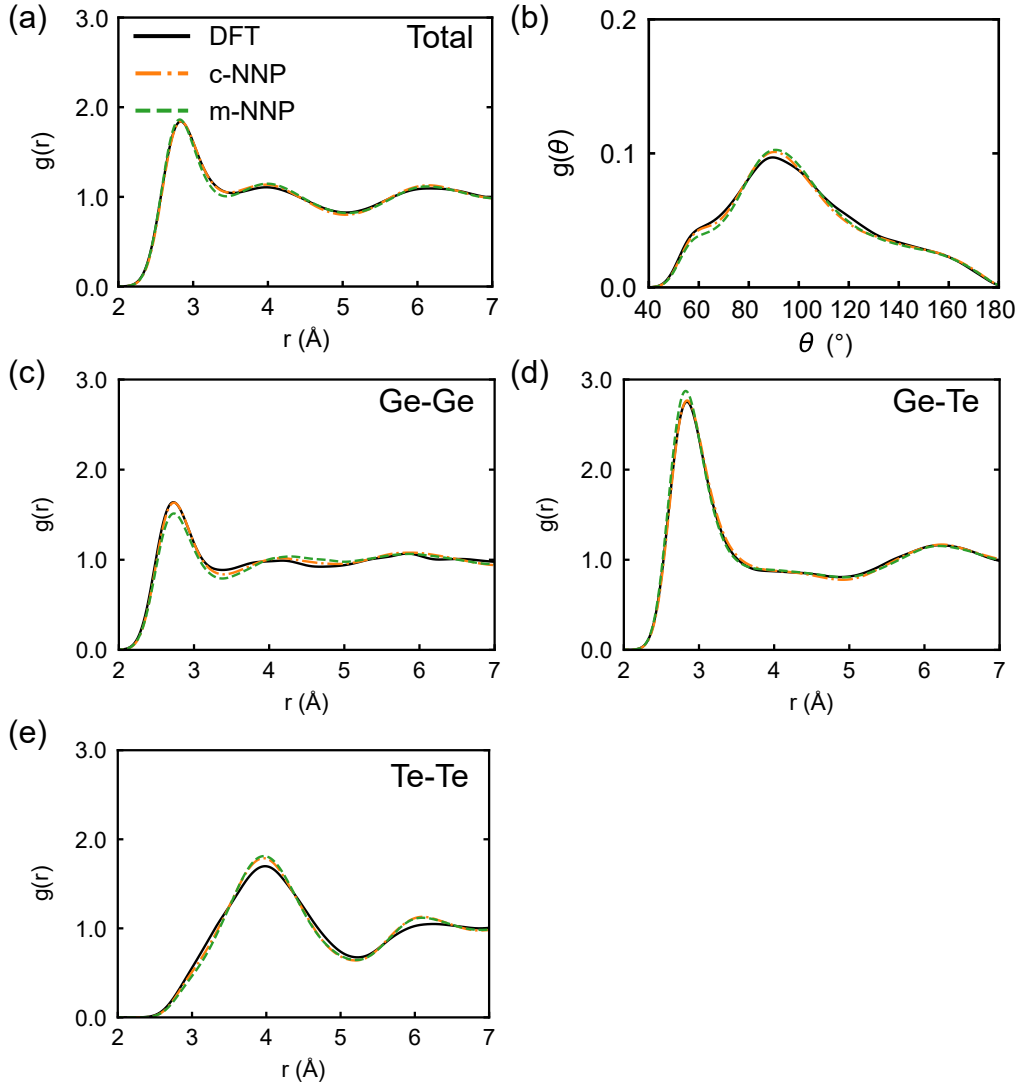 (a)
3.0
2.0
1.0
0.0
g(r)
DFT
c-NNP
m-NNP
Total
2 3 4 5 6 7
r (Å)
(b)
0.2
0.1
0.0
g(θ)
40 60 80 100 120 140 160 180
θ (°)
(c)
3.0
2.0
1.0
0.0
g(r)
Ge-Ge
2 3 4 5 6 7
r (Å)
(d)
3.0
2.0
1.0
0.0
g(r)
Ge-Te
2 3 4 5 6 7
r (Å)
(e)
3.0
2.0
1.0
0.0
g(r)
Te-Te
2 3 4 5 6 7
r (Å)